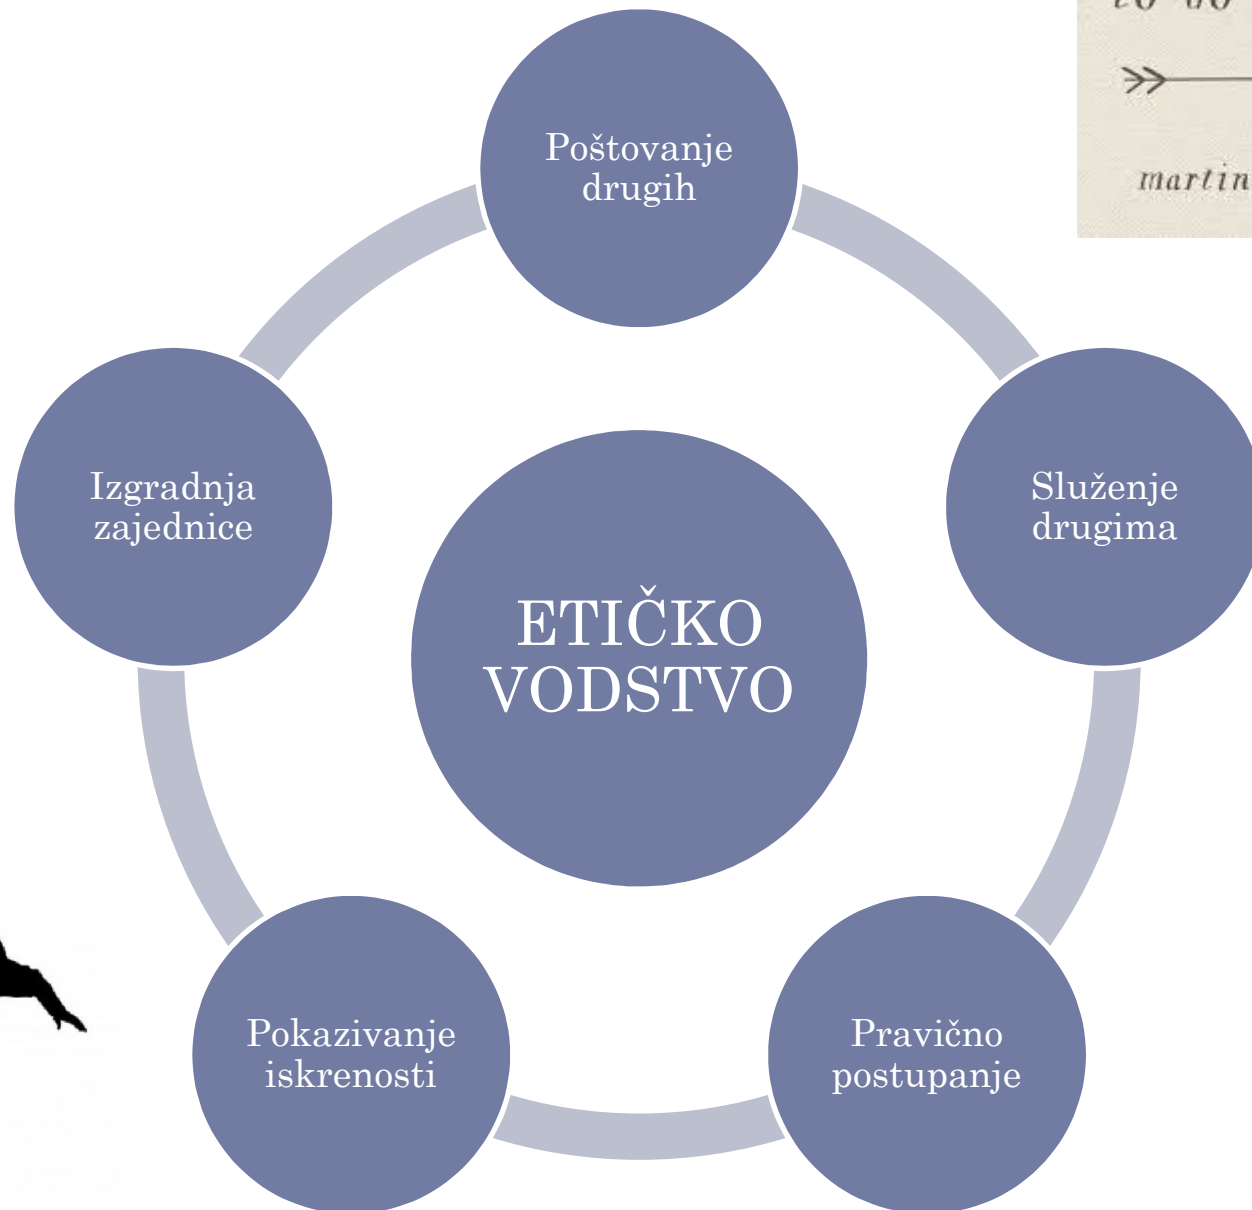 martin
Poštovanje
drugih
Izgradnja
zajednice
Služenje
drugima
ETIČKO
VODSTVO
Pokazivanje
iskrenosti
Pravično
postupanje